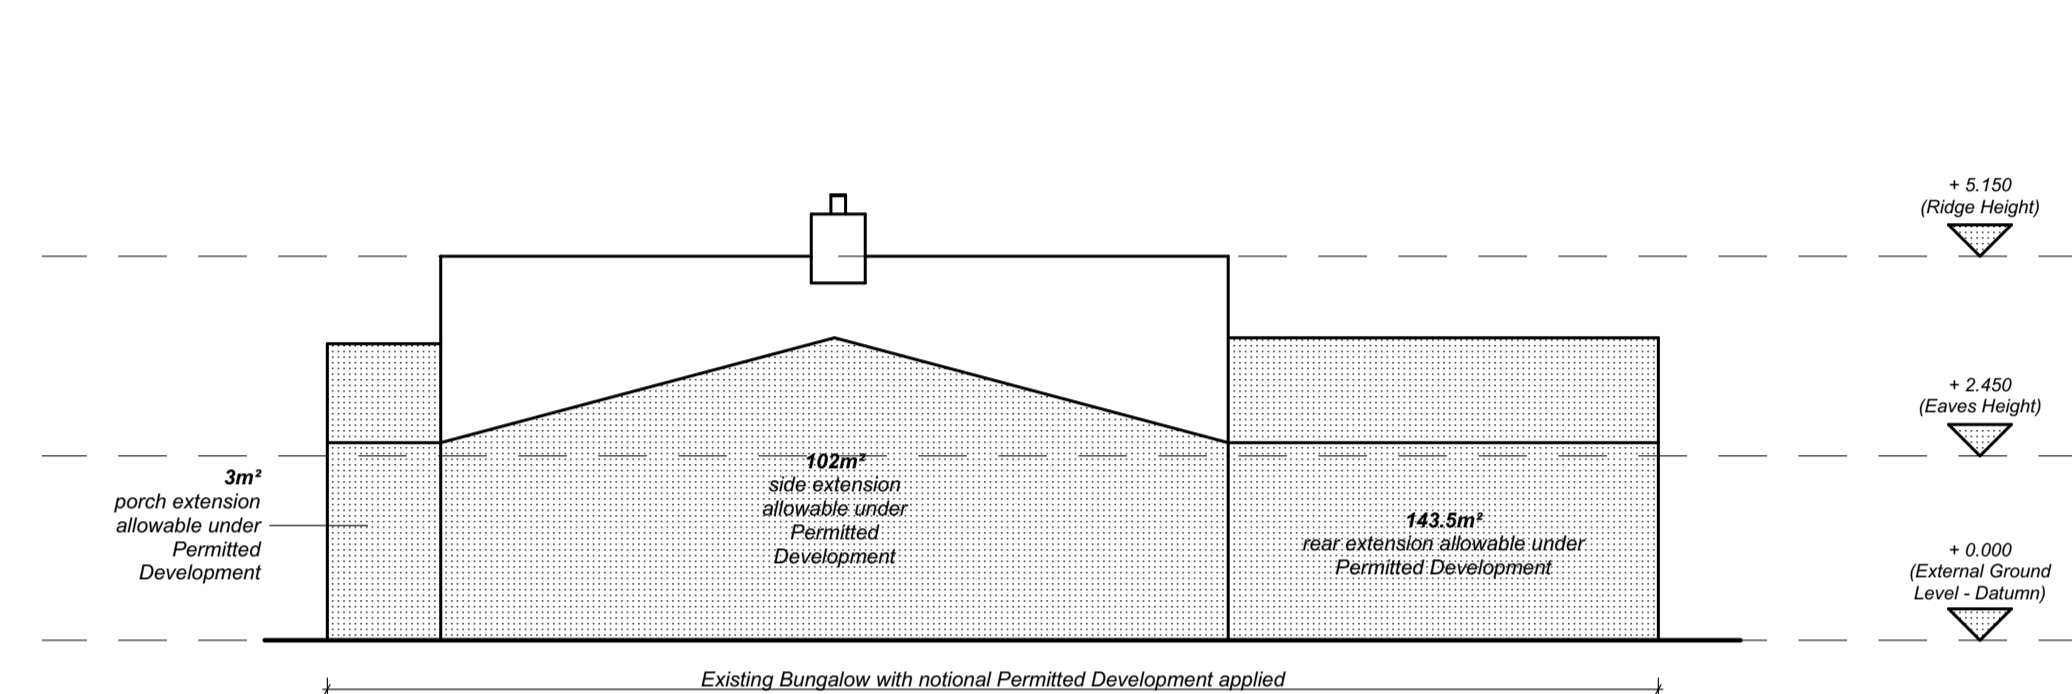 + 5.150
(Ridge Height)
+ 2.450
(Eaves Height)
3m²
porch extension
allowable under
Permitted
Development
102m²
side extension
allowable under
Permitted
Development
143.5m²
rear extension allowable under
Permitted Development
+ 0.000
(External Ground
Level - Datumn)
Existing Bungalow with notional Permitted Development applied